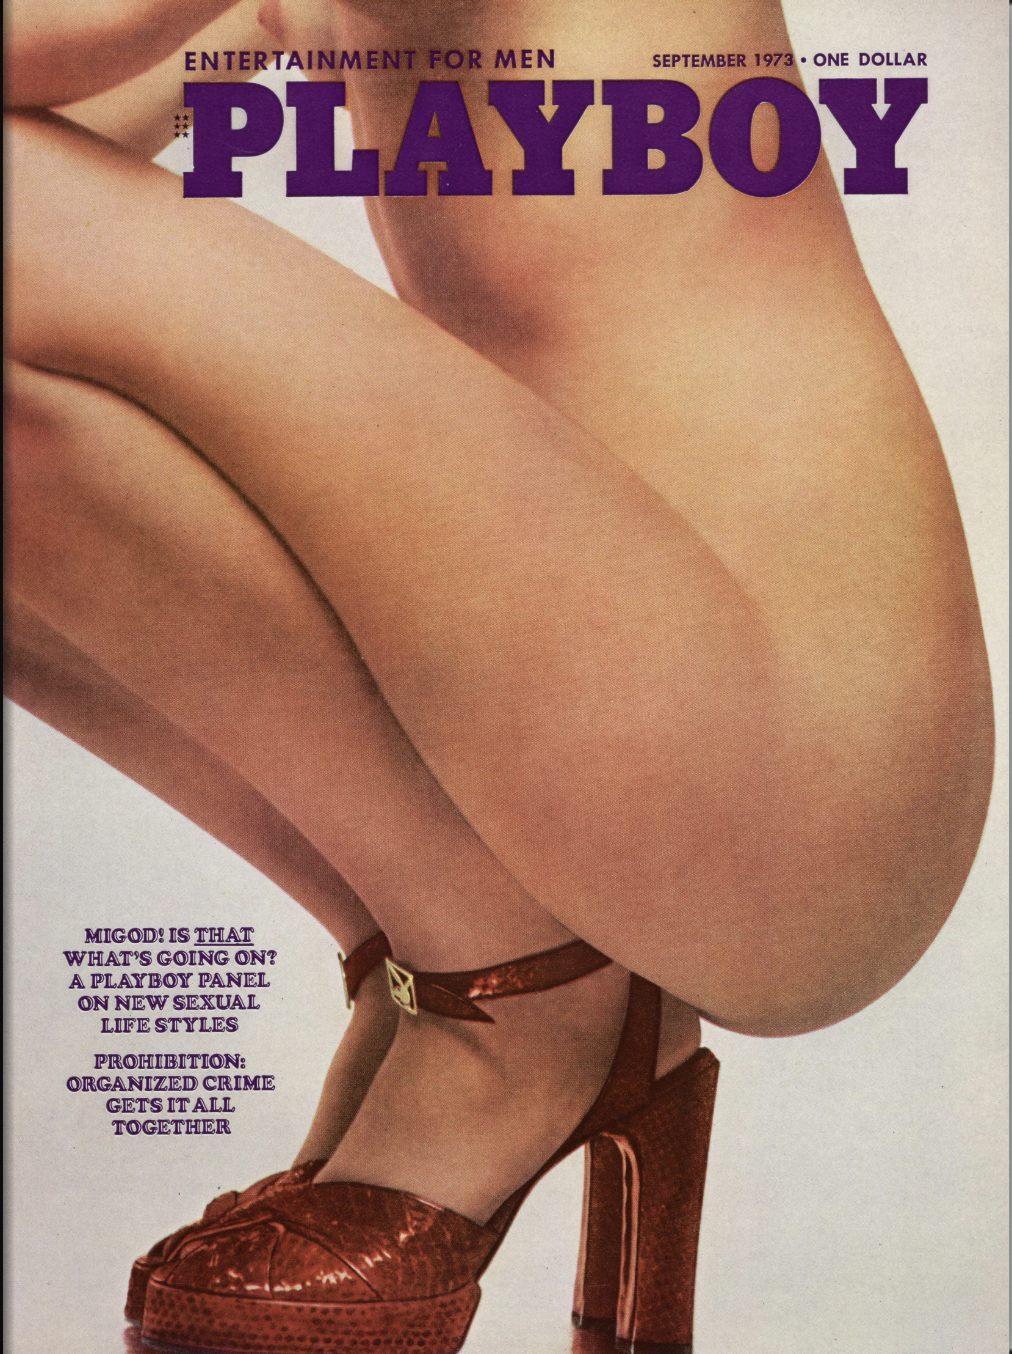 ENTERTAINMENT FOR MEN
SEPTEMBER 1973 • ONE DOLLAR
PLAYBOY
MIGOD! IS THAT
WHAT'S GOING ON?
A PLAYBOY PANEL
ON NEW SEXUAL
LIFE STYLES
PROHIBITION:
ORGANIZED CRIME
GETS IT ALL
TOGETHER